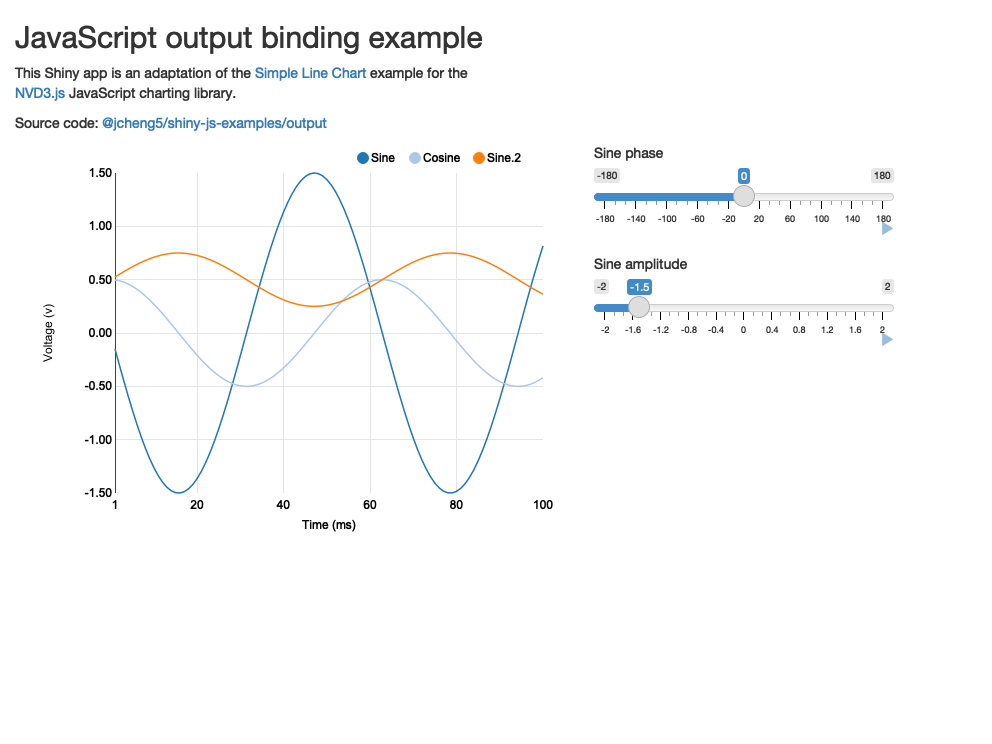 JavaScript output binding example
This Shiny app is an adaptation of the Simple Line Chart example for the
NVD3.js JavaScript charting library.
Source code: @jcheng5/shiny-js-examples/output
Sine Cosine Sine.2
1.50
1.00
0.50
0.00
-0.50
-1.00
-1.50
Voltage (v)
1 20 40 60 80 100
Time (ms)
Sine phase
-180 0 180
-180 -140 -100 -60 -20 20 60 100 140 180
Sine amplitude
-2 -1.5 2
-2 -1.6 -1.2 -0.8 -0.4 0 0.4 0.8 1.2 1.6 2